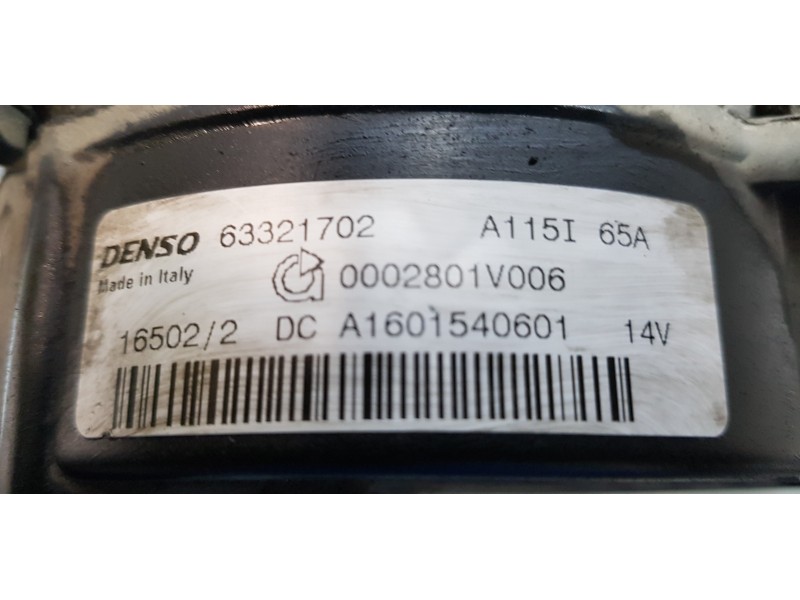 DENSO 63321702 A115I 65A
Made in Italy 0002801V006
16502/2 DC A1601540601 14V